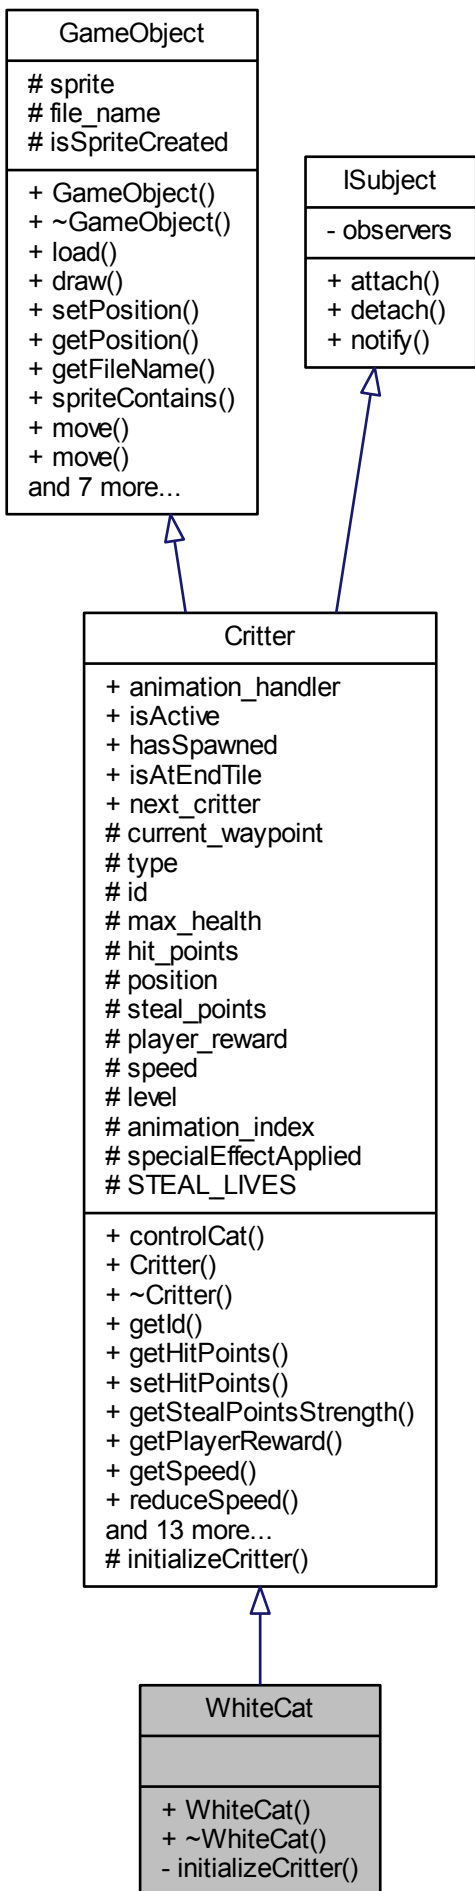 GameObject
# sprite
# file_name
# isSpriteCreated
+ GameObject()
+ ~GameObject()
+ load()
+ draw()
+ setPosition()
+ getPosition()
+ getFileName()
+ spriteContains()
+ move()
+ move()
and 7 more...
ISubject
- observers
+ attach()
+ detach()
+ notify()
Critter
+ animation_handler
+ isActive
+ hasSpawned
+ isAtEndTile
+ next_critter
# current_waypoint
# type
# id
# max_health
# hit_points
# position
# steal_points
# player_reward
# speed
# level
# animation_index
# specialEffectApplied
# STEAL_LIVES
+ controlCat()
+ Critter()
+ ~Critter()
+ getId()
+ getHitPoints()
+ setHitPoints()
+ getStealPointsStrength()
+ getPlayerReward()
+ getSpeed()
+ reduceSpeed()
and 13 more...
# initializeCritter()
WhiteCat
+ WhiteCat()
+ ~WhiteCat()
- initializeCritter()